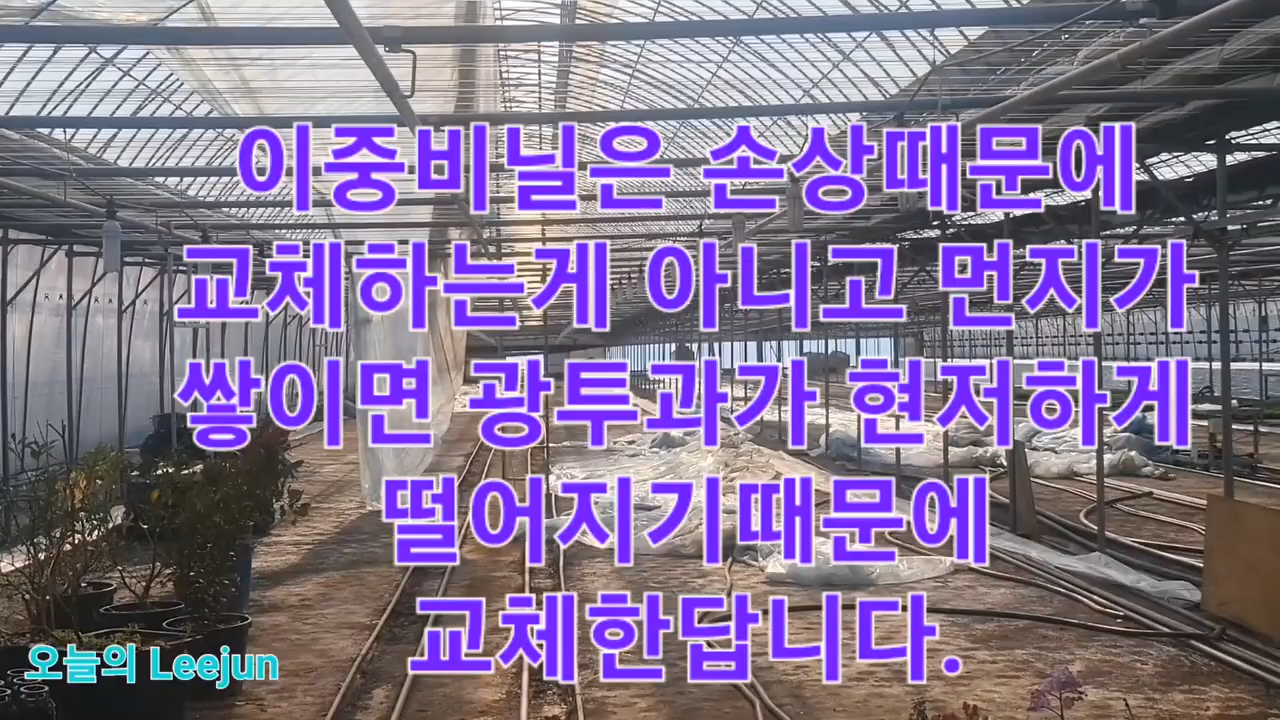 이중비닐은 손상때문에
교체하는게 아니고 먼지가
쌓이면 광투과가 현저하게
떨어지기때문에
교체한답니다.
오늘의 Leejun